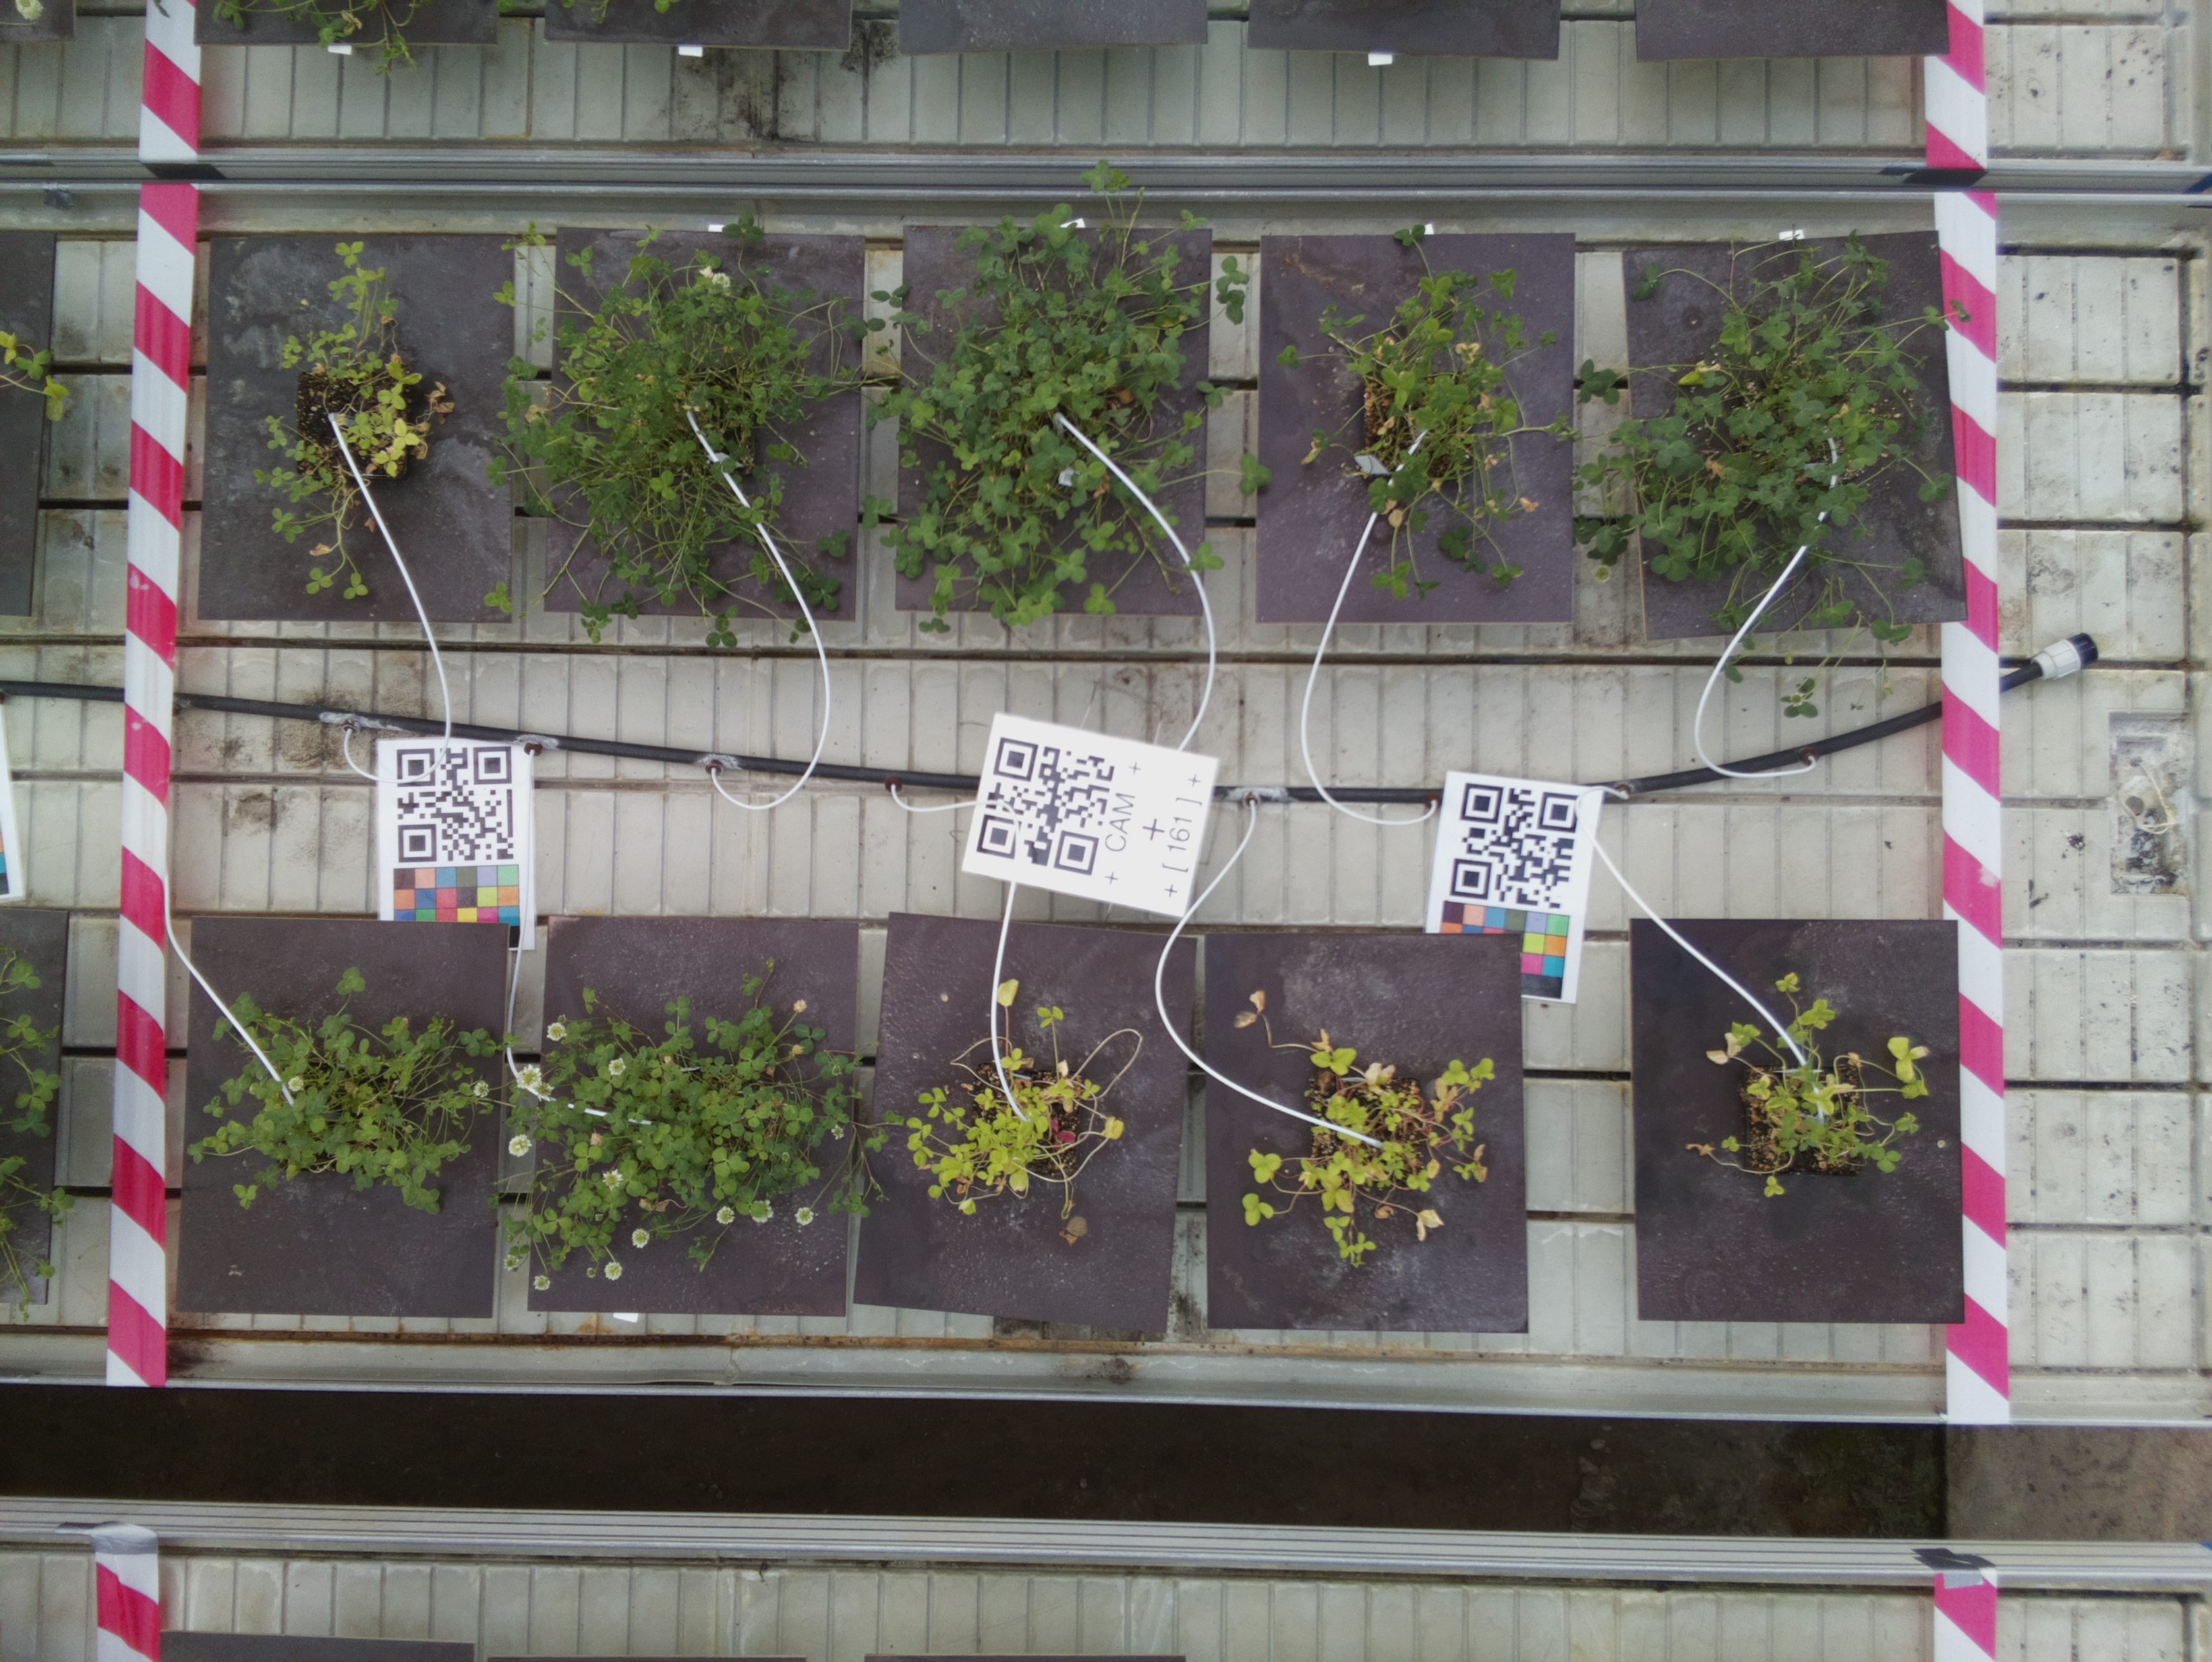 + CAM +
+
+ [ 161 ] +